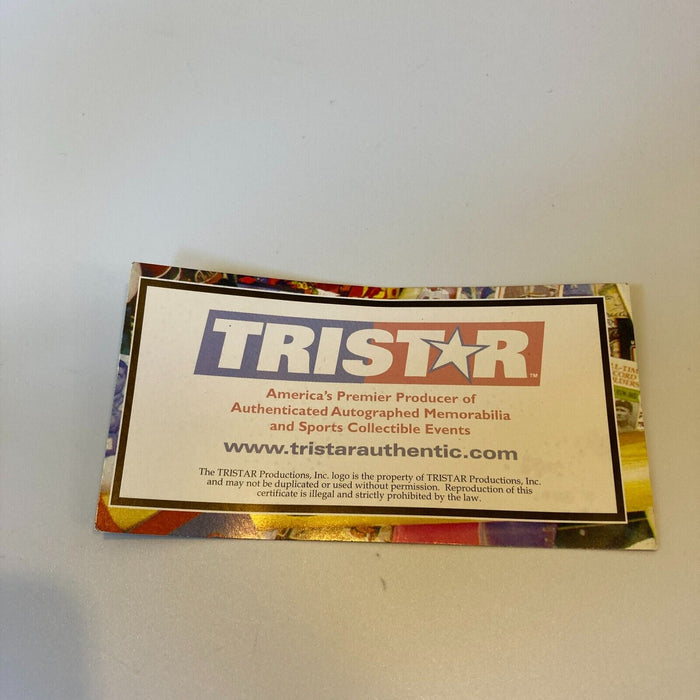 TRISTAR™
America's Premier Producer of
Authenticated Autographed Memorabilia
and Sports Collectible Events
www.tristarauthentic.com
The TRISTAR Productions, Inc. logo is the property of TRISTAR Productions, Inc.
and may not be duplicated or used without permission. Reproduction of this
certificate is illegal and strictly prohibited by the law.